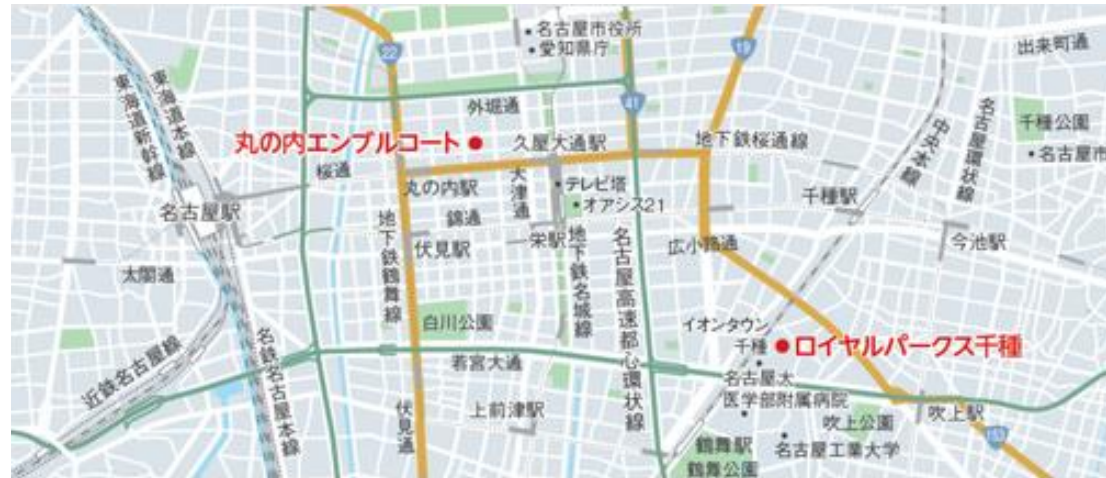 名古屋市役所
愛知県庁
22
19
41
出来町通
外堀通
東海道本線
東海道新幹線
丸の内エンブルコート
久屋大通駅
地下鉄桜通線
中央本線
名古屋環状線
千種公園
名古屋市
桜通
丸の内駅
大津通
テレビ塔
オアシス21
千種駅
名古屋駅
錦通
伏見駅
栄駅
広小路通
今池駅
太閤通
地下鉄鶴舞線
地下鉄名城線
名古屋高速都心環状線
白川公園
イオンタウン
千種
ロイヤルパークス千種
近鉄名古屋線
名鉄名古屋本線
若宮大通
名古屋大
医学部附属病院
伏見通
上前津駅
吹上駅
吹上公園
153
鶴舞駅
名古屋工業大学
鶴舞公園